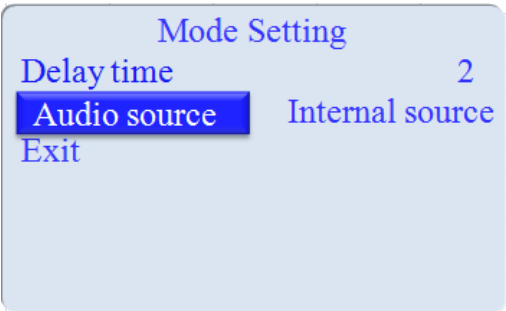 Mode Setting
Delay time 2
Audio source Internal source
Exit